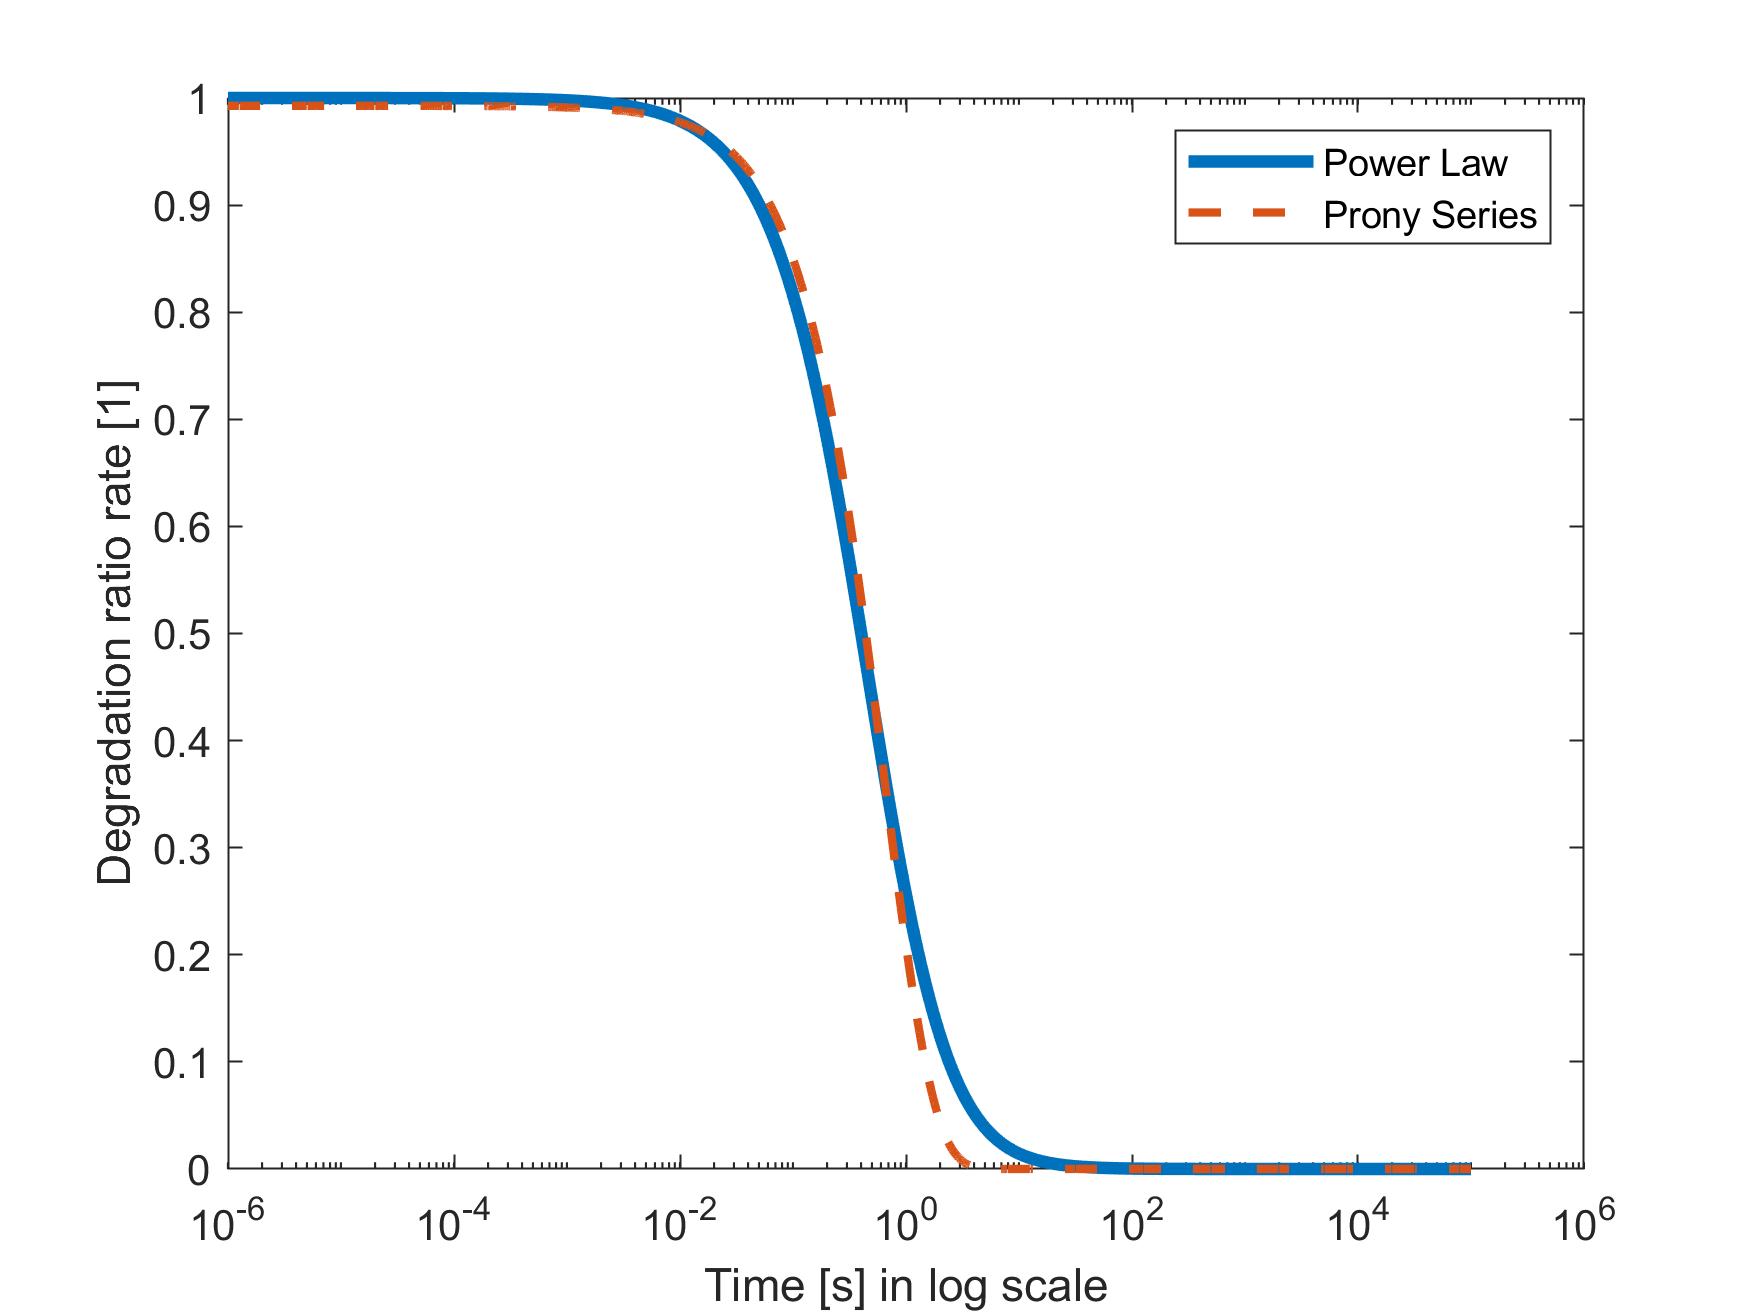 1
0.9
0.8
0.7
0.6
0.5
0.4
0.3
0.2
0.1
0
Degradation ratio rate [1]
Power Law
Prony Series
10^-6 10^-4 10^-2 10^0 10^2 10^4 10^6
Time [s] in log scale